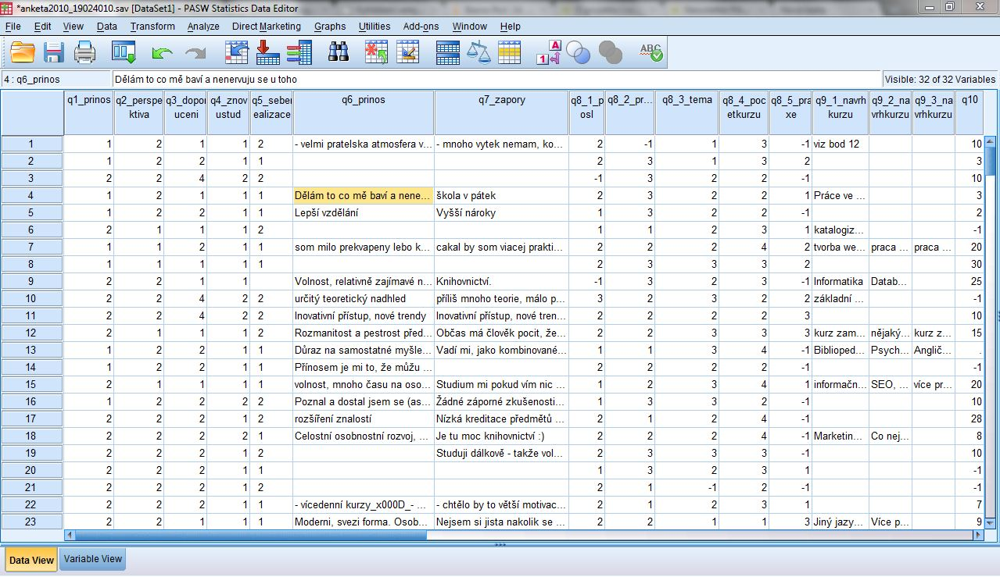 *anketa2010_19024010.sav [DataSet1] - PASW Statistics Data Editor
File Edit View Data Transform Analyze Direct Marketing Graphs Utilities Add-ons Window Help
4 : q6_prinos Dělám to co mě baví a nenervuju se u toho Visible: 32 of 32 Variables
q1_prinos q2_perspektiva q3_doporuceni q4_znovustud q5_seberealizace q6_prinos q7_zapory q8_1_posl q8_2_pr... q8_3_tema q8_4_pocetkurzu q8_5_praxe q9_1_navrhkurzu q9_2_navrhkurzu q9_3_navrhkurzu q10
1 1 2 1 1 2 - velmi pratelska atmosfera v... - mnoho vytek nemam, ko... 2 -1 1 3 -1 viz bod 12 10
2 1 2 2 1 1 2 3 1 3 2 3
3 2 2 4 2 2 -1 3 2 2 -1 10
4 1 2 1 1 1 Dělám to co mě baví a nene... škola v pátek 2 3 2 2 1 Práce ve ... 3
5 1 2 2 1 1 Lepší vzdělání Vyšší nároky 1 3 2 2 -1 2
6 2 1 1 1 2 1 1 2 3 1 katalogiz... -1
7 1 1 2 1 1 som milo prekvapeny lebo k... cakal by som viacej prakti... 2 2 2 4 2 tvorba we... praca ... praca ... 20
8 1 1 1 1 1 2 3 3 3 2 30
9 2 2 1 1 Volnost, relativně zajímavé n... Knihovnictví. -1 3 2 3 -1 Informatika Datab... 25
10 2 2 4 2 2 určitý teoretický nadhled příliš mnoho teorie, málo p... 3 2 3 2 2 základní ... -1
11 2 2 4 2 2 Inovativní přístup, nové trendy Inovativní přístup, nové tren... 2 2 2 2 3 10
12 2 1 1 1 2 Rozmanitost a pestrost před... Občas má člověk pocit, že... 2 2 3 3 3 kurz zam... nějaký... kurz z... 15
13 1 2 2 1 1 Důraz na samostatné myšle... Vadí mi, jako kombinované... 1 1 3 4 -1 Biblioped... Psych... Anglič... .
14 1 2 2 1 1 Přínosem je mi to, že můžu ... 2 2 2 2 -1 -1
15 2 1 1 1 1 volnost, mnoho času na oso... Studium mi pokud vím nic ... 1 2 3 4 1 informačn... SEO, ... více pr... 20
16 1 2 2 2 2 Poznal a dostal jsem se (as... Žádné záporné zkušenosti... 1 3 3 2 -1 10
17 2 2 2 1 2 rozšíření znalostí Nízká kreditace předmětů ... 2 1 2 4 -1 28
18 2 2 2 2 1 Celostní osobnostní rozvoj, ... Je tu moc knihovnictví :) 2 2 2 4 -1 Marketin... Co nej... 8
19 2 2 2 1 2 Studuji dálkově - takže vol... 2 3 3 3 -1 10
20 2 2 2 1 1 1 3 2 3 1 -1
21 2 2 2 1 2 2 1 -1 2 -1 -1
22 2 2 2 1 1 - vícedenní kurzy_x000D_- ... - chtělo by to větší motivac... 2 1 2 3 1 7
23 2 2 1 1 1 Moderni, svezi forma. Osob... Nejsem si jista nakolik se ... 2 2 1 1 3 Jiný jazy... Více p... 9
Data View Variable View